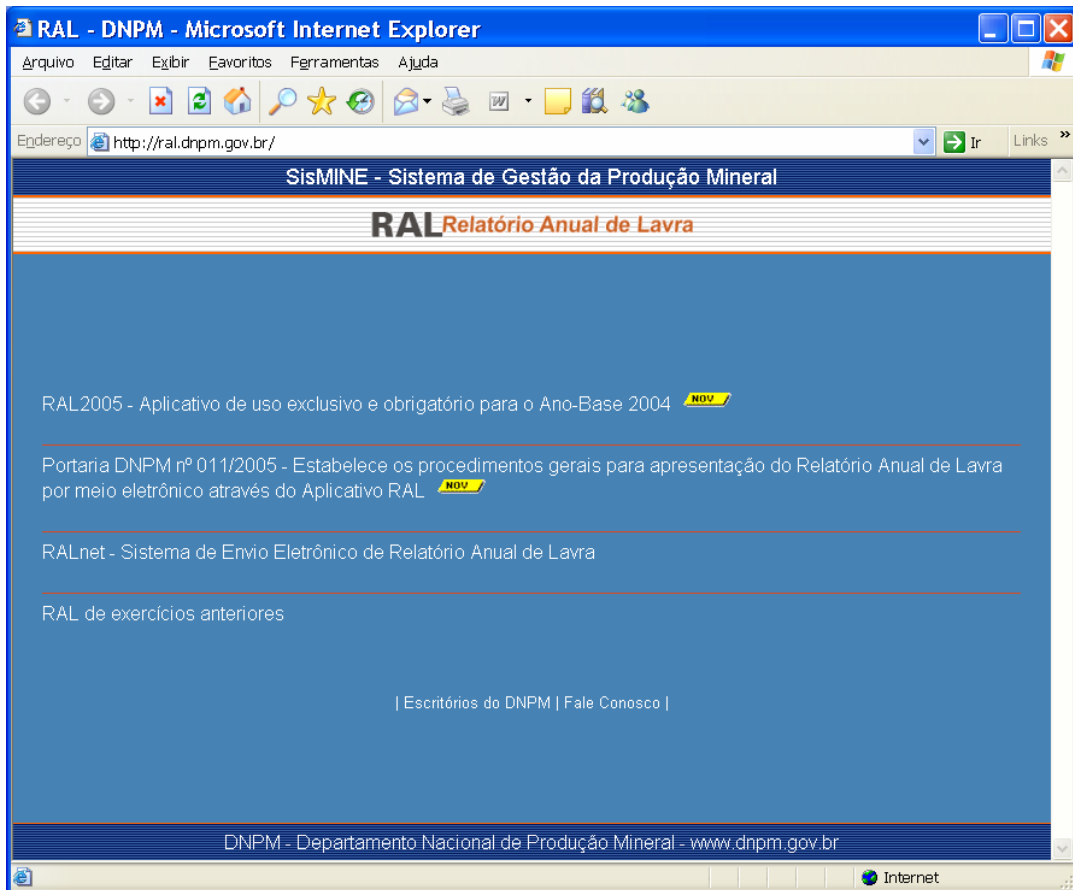 RAL - DNPM - Microsoft Internet Explorer
Arquivo Editar Exibir Favoritos Ferramentas Ajuda
Endereço http://ral.dnpm.gov.br/ Ir Links »
SisMINE - Sistema de Gestão da Produção Mineral
RAL Relatório Anual de Lavra
RAL2005 - Aplicativo de uso exclusivo e obrigatório para o Ano-Base 2004 NOV
Portaria DNPM nº 011/2005 - Estabelece os procedimentos gerais para apresentação do Relatório Anual de Lavra
por meio eletrônico através do Aplicativo RAL NOV
RALnet - Sistema de Envio Eletrônico de Relatório Anual de Lavra
RAL de exercícios anteriores
| Escritórios do DNPM | Fale Conosco |
DNPM - Departamento Nacional de Produção Mineral - www.dnpm.gov.br
Internet